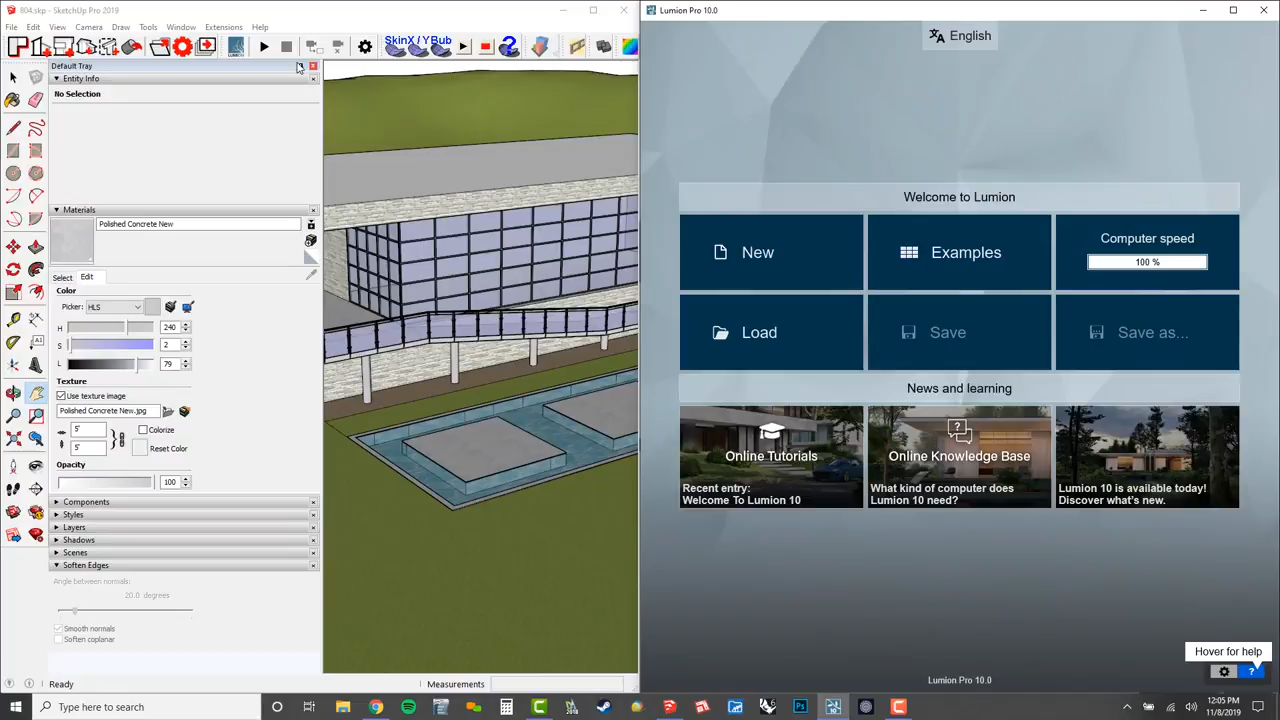 804.skp - SketchUp Pro 2019
File Edit View Camera Draw Tools Window Extensions Help
SkinX / YBub
Default Tray
Entity Info
No Selection
Materials
Polished Concrete New
Select Edit
Color
Picker: HLS
H 240
S 2
L 79
Texture
Use texture image
Polished Concrete New.jpg
5' Colorize
5' Reset Color
Opacity
100
Components
Styles
Layers
Shadows
Scenes
Soften Edges
Angle between normals:
20.0 degrees
Smooth normals
Soften coplanar
Ready
Measurements
Lumion Pro 10.0
English
Welcome to Lumion
New
Examples
Computer speed
100 %
Load
Save
Save as...
News and learning
Online Tutorials
Recent entry:
Welcome To Lumion 10
Online Knowledge Base
What kind of computer does
Lumion 10 need?
Lumion 10 is available today!
Discover what's new.
Hover for help
Lumion Pro 10.0
Type here to search
12:05 PM
11/8/2019